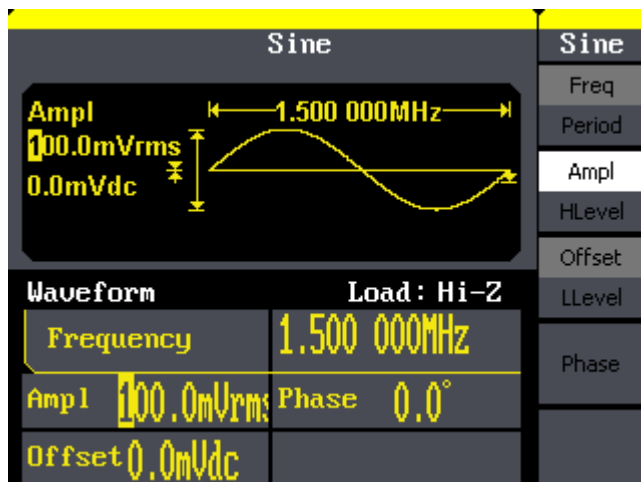 Sine
Sine
Ampl
1.500 000MHz
100.0mVrms
0.0mVdc
Freq
Period
Ampl
HLevel
Offset
LLevel
Phase
Waveform
Load: Hi-Z
Frequency
1.500 000MHz
Ampl 100.0mVrms
Phase 0.0°
Offset 0.0mVdc